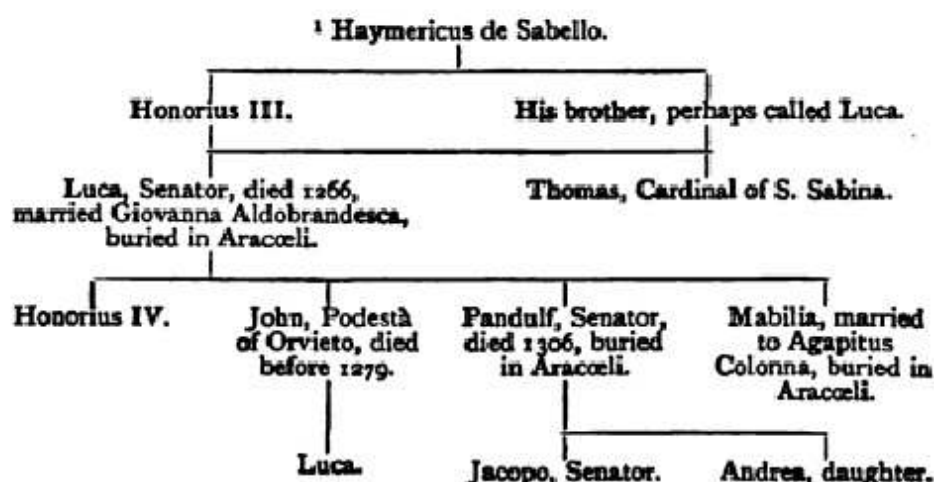 ¹ Haymericus de Sabello.
Honorius III.
His brother, perhaps called Luca.
Luca, Senator, died 1266,
married Giovanna Aldobrandesca,
buried in Aracœli.
Thomas, Cardinal of S. Sabina.
Honorius IV.
John, Podestà
of Orvieto, died
before 1279.
Pandulf, Senator,
died 1306, buried
in Aracœli.
Mabilia, married
to Agapitus
Colonna, buried in
Aracœli.
Luca.
Jacopo, Senator.
Andrea, daughter.